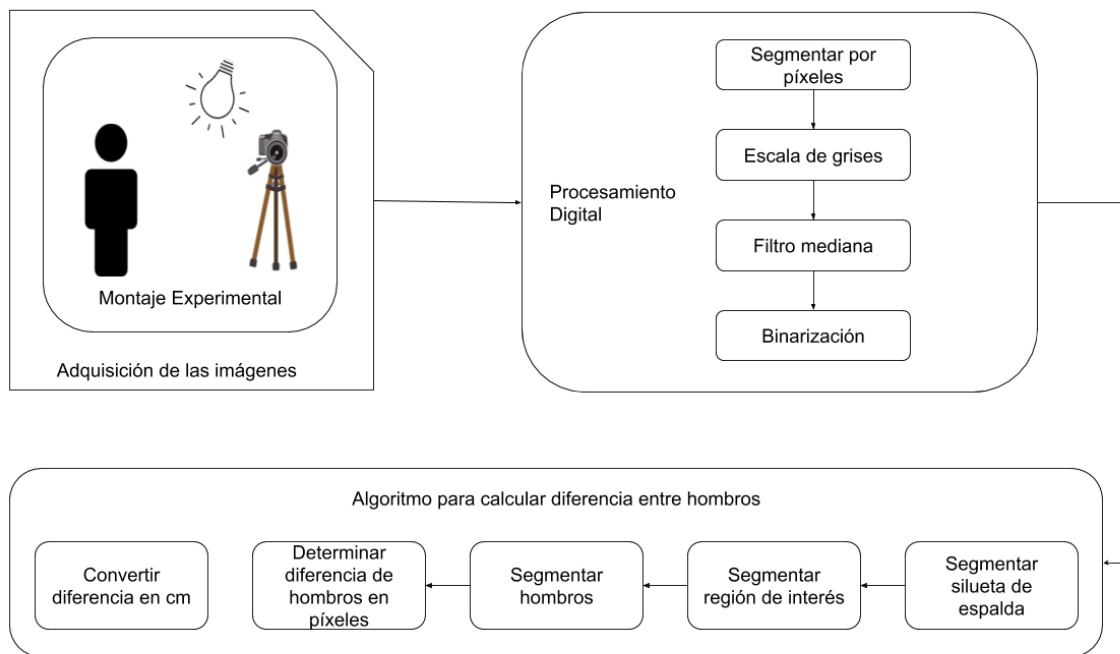 Montaje Experimental
Adquisición de las imágenes
Procesamiento
Digital
Segmentar por
píxeles
Escala de grises
Filtro mediana
Binarización
Algoritmo para calcular diferencia entre hombros
Convertir
diferencia en cm
Determinar
diferencia de
hombros en
píxeles
Segmentar
hombros
Segmentar
región de interés
Segmentar
silueta de
espalda